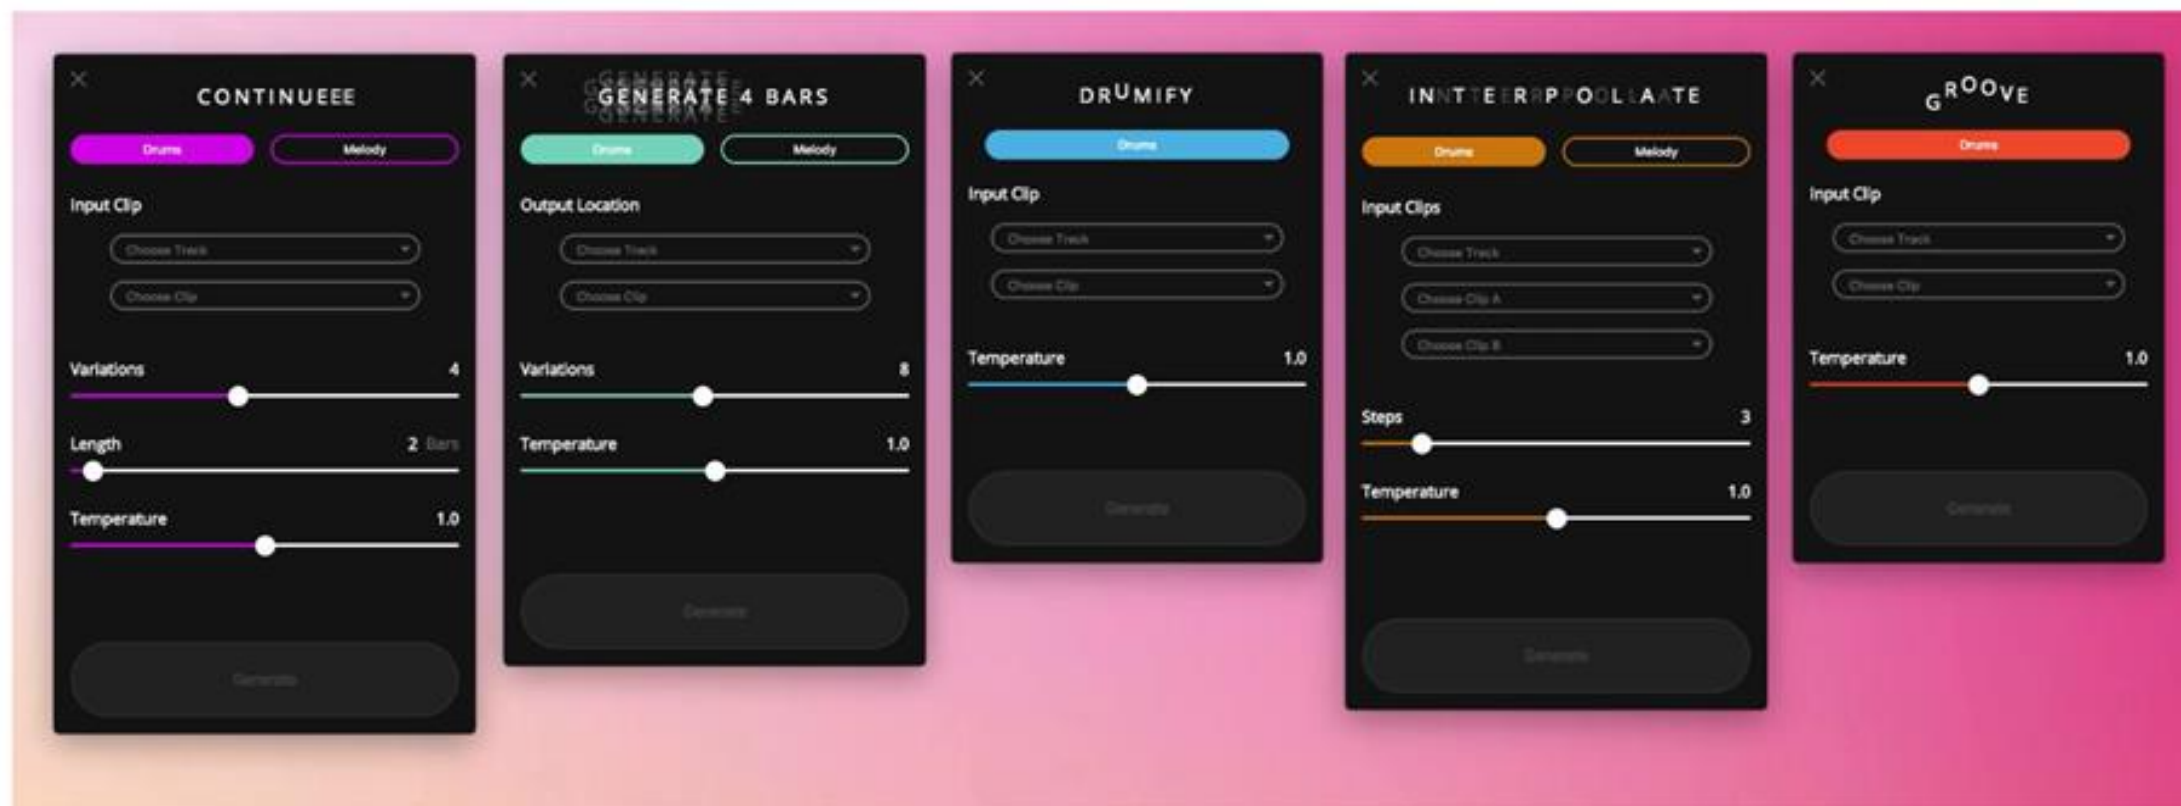 CONTINUEEE
Drums Melody
Input Clip
Choose Track
Choose Clip
Variations 4
Length 2 Bars
Temperature 1.0
Generate
GENERATE
GENERATE 4 BARS
GENERATE
Drums Melody
Output Location
Choose Track
Choose Clip
Variations 8
Temperature 1.0
Generate
DRUMIFY
Drums
Input Clip
Choose Track
Choose Clip
Temperature 1.0
Generate
INNTTEERRPPOOLLAATE
Drums Melody
Input Clips
Choose Track
Choose Clip A
Choose Clip B
Steps 3
Temperature 1.0
Generate
GROOVE
Drums
Input Clip
Choose Track
Choose Clip
Temperature 1.0
Generate